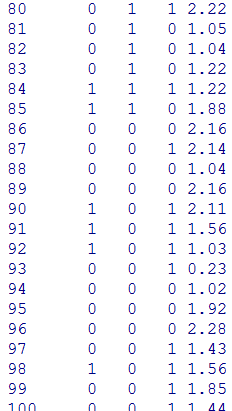 80 0 1 1 2.22
81 0 1 0 1.05
82 0 1 0 1.04
83 0 1 0 1.22
84 1 1 1 1.22
85 1 1 0 1.88
86 0 0 0 2.16
87 0 0 1 2.14
88 0 0 0 1.04
89 0 0 0 2.16
90 1 0 1 2.11
91 1 0 1 1.56
92 1 0 1 1.03
93 0 0 1 0.23
94 0 0 0 1.02
95 0 0 0 1.92
96 0 0 0 2.28
97 0 0 1 1.43
98 1 0 1 1.56
99 0 0 1 1.85
100 0 0 1 1.44